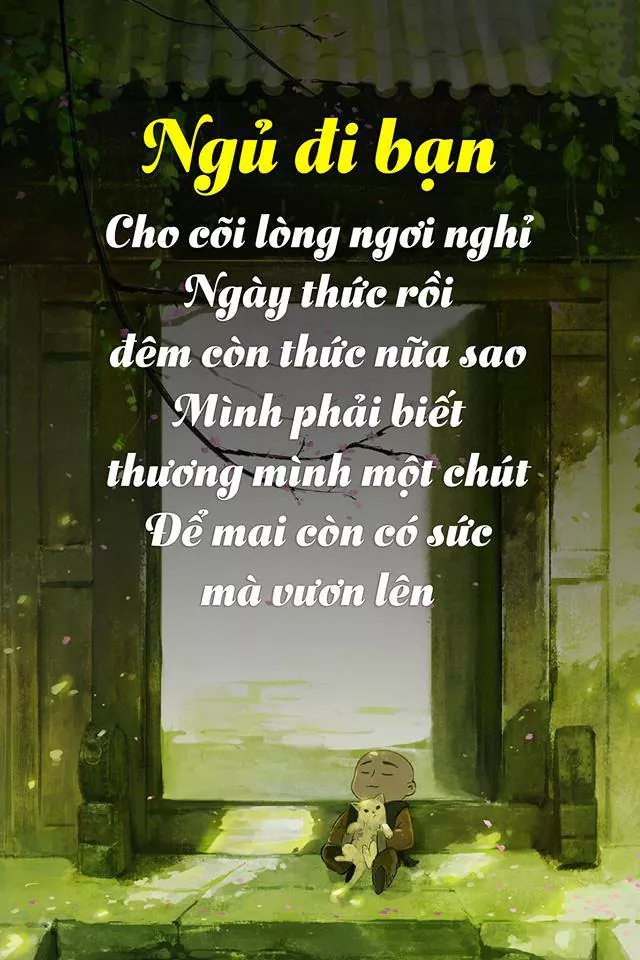 Ngủ đi bạn
Cho cõi lòng ngơi nghỉ
Ngày thức rồi
đêm còn thức nữa sao
Mình phải biết
thương mình một chút
Để mai còn có sức
mà vươn lên